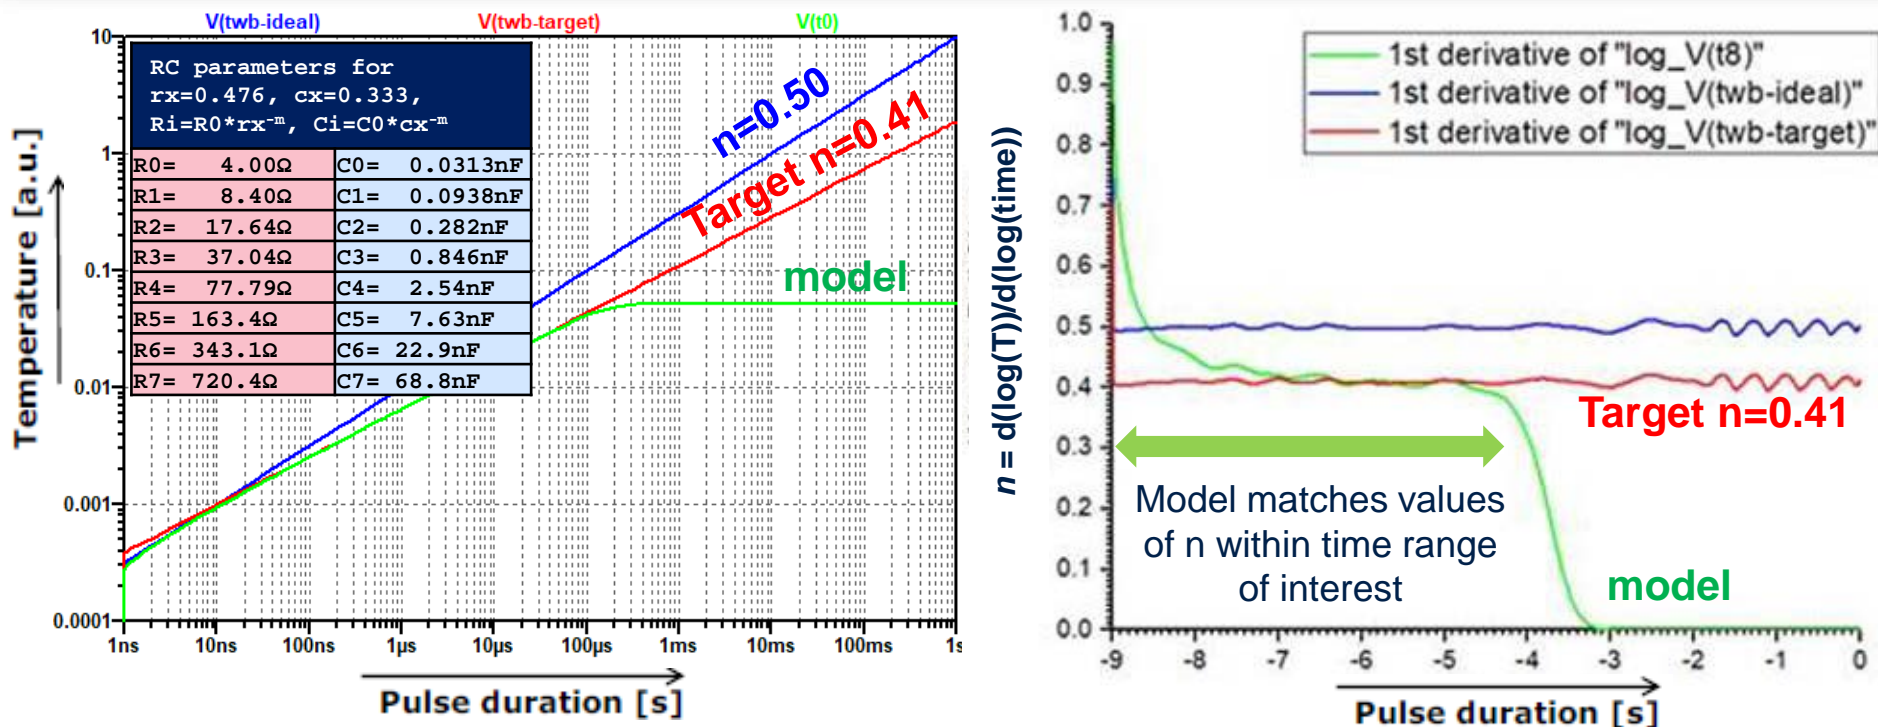 V(twb-ideal) V(twb-target) V(t0)
Temperature [a.u.]
10
1
0.1
0.01
0.001
0.0001
RC parameters for
rx=0.476, cx=0.333,
Ri=R0*rx-m, Ci=C0*cx-m
R0= 4.00Ω C0= 0.0313nF
R1= 8.40Ω C1= 0.0938nF
R2= 17.64Ω C2= 0.282nF
R3= 37.04Ω C3= 0.846nF
R4= 77.79Ω C4= 2.54nF
R5= 163.4Ω C5= 7.63nF
R6= 343.1Ω C6= 22.9nF
R7= 720.4Ω C7= 68.8nF
n=0.50
Target n=0.41
model
1ns 10ns 100ns 1µs 10µs 100µs 1ms 10ms 100ms 1s
Pulse duration [s]
n = d(log(T))/d(log(time))
1.0
0.9
0.8
0.7
0.6
0.5
0.4
0.3
0.2
0.1
0.0
1st derivative of "log_V(t8)"
1st derivative of "log_V(twb-ideal)"
1st derivative of "log_V(twb-target)"
Target n=0.41
Model matches values
of n within time range
of interest
model
-9 -8 -7 -6 -5 -4 -3 -2 -1 0
Pulse duration [s]